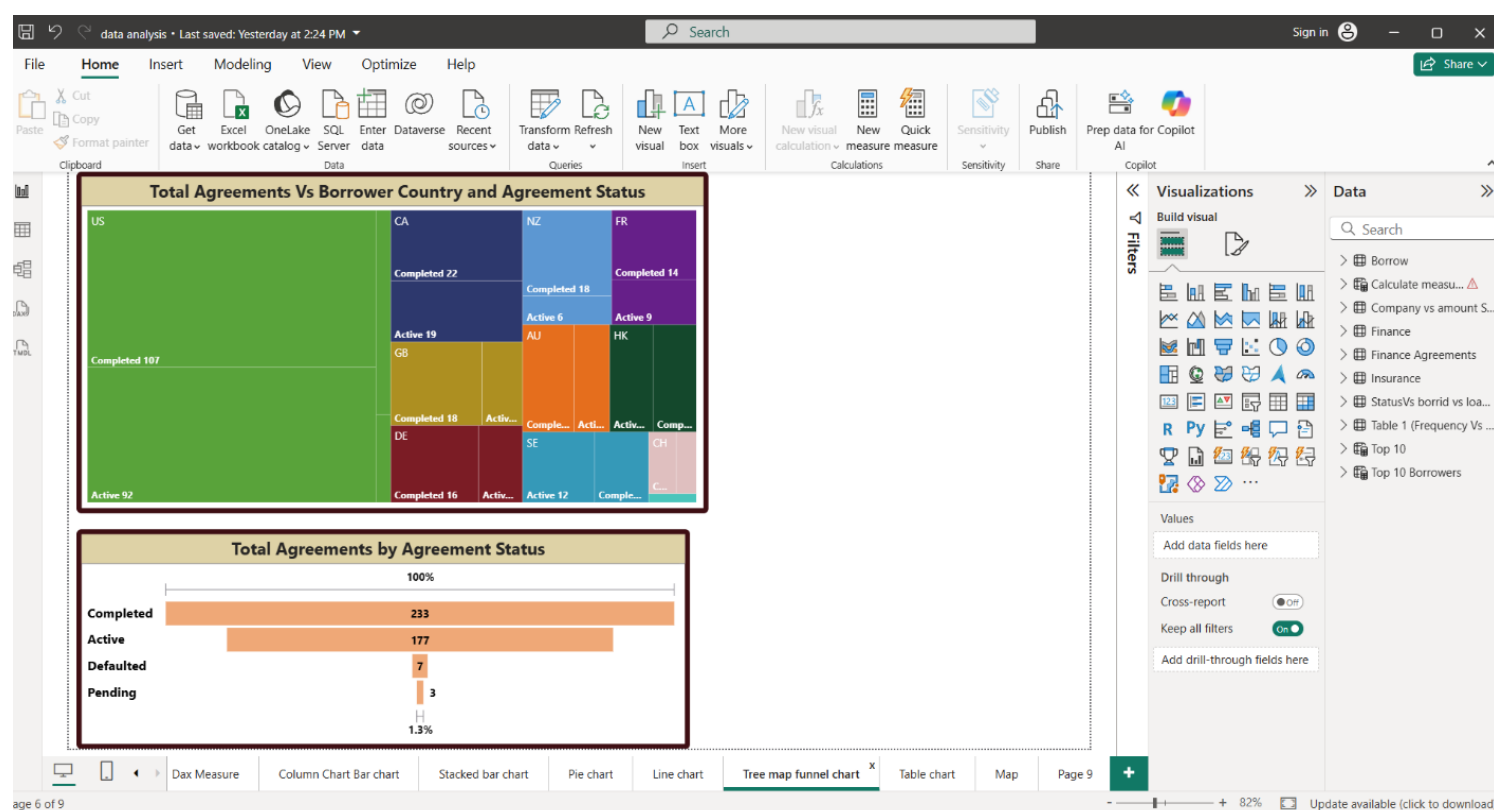 data analysis • Last saved: Yesterday at 2:24 PM
Search
Sign in
File Home Insert Modeling View Optimize Help
Share
Paste
Cut
Copy
Format painter
Clipboard
Get data
Excel workbook
OneLake catalog
SQL Server
Enter data
Dataverse
Recent sources
Data
Transform data
Refresh
Queries
New visual
Text box
More visuals
Insert
New visual calculation
New measure
Quick measure
Calculations
Sensitivity
Sensitivity
Publish
Share
Prep data for AI
Copilot
Copilot
Total Agreements Vs Borrower Country and Agreement Status
US
Completed 107
Active 92
CA
Completed 22
Active 19
GB
Completed 18
Activ...
DE
Completed 16
Activ...
NZ
Completed 18
Active 6
FR
Completed 14
Active 9
AU
Comple...
Acti...
HK
Activ...
Comp...
SE
Active 12
Comple...
CH
C...
Total Agreements by Agreement Status
100%
Completed 233
Active 177
Defaulted 7
Pending 3
1.3%
Filters
Visualizations
Build visual
123
R Py
...
Values
Add data fields here
Drill through
Cross-report Off
Keep all filters On
Add drill-through fields here
Data
Search
Borrow
Calculate measu...
Company vs amount S...
Finance
Finance Agreements
Insurance
StatusVs borrid vs loa...
Table 1 (Frequency Vs ...
Top 10
Top 10 Borrowers
Dax Measure
Column Chart Bar chart
Stacked bar chart
Pie chart
Line chart
Tree map funnel chart x
Table chart
Map
Page 9
+
age 6 of 9
- + 82%
Update available (click to download